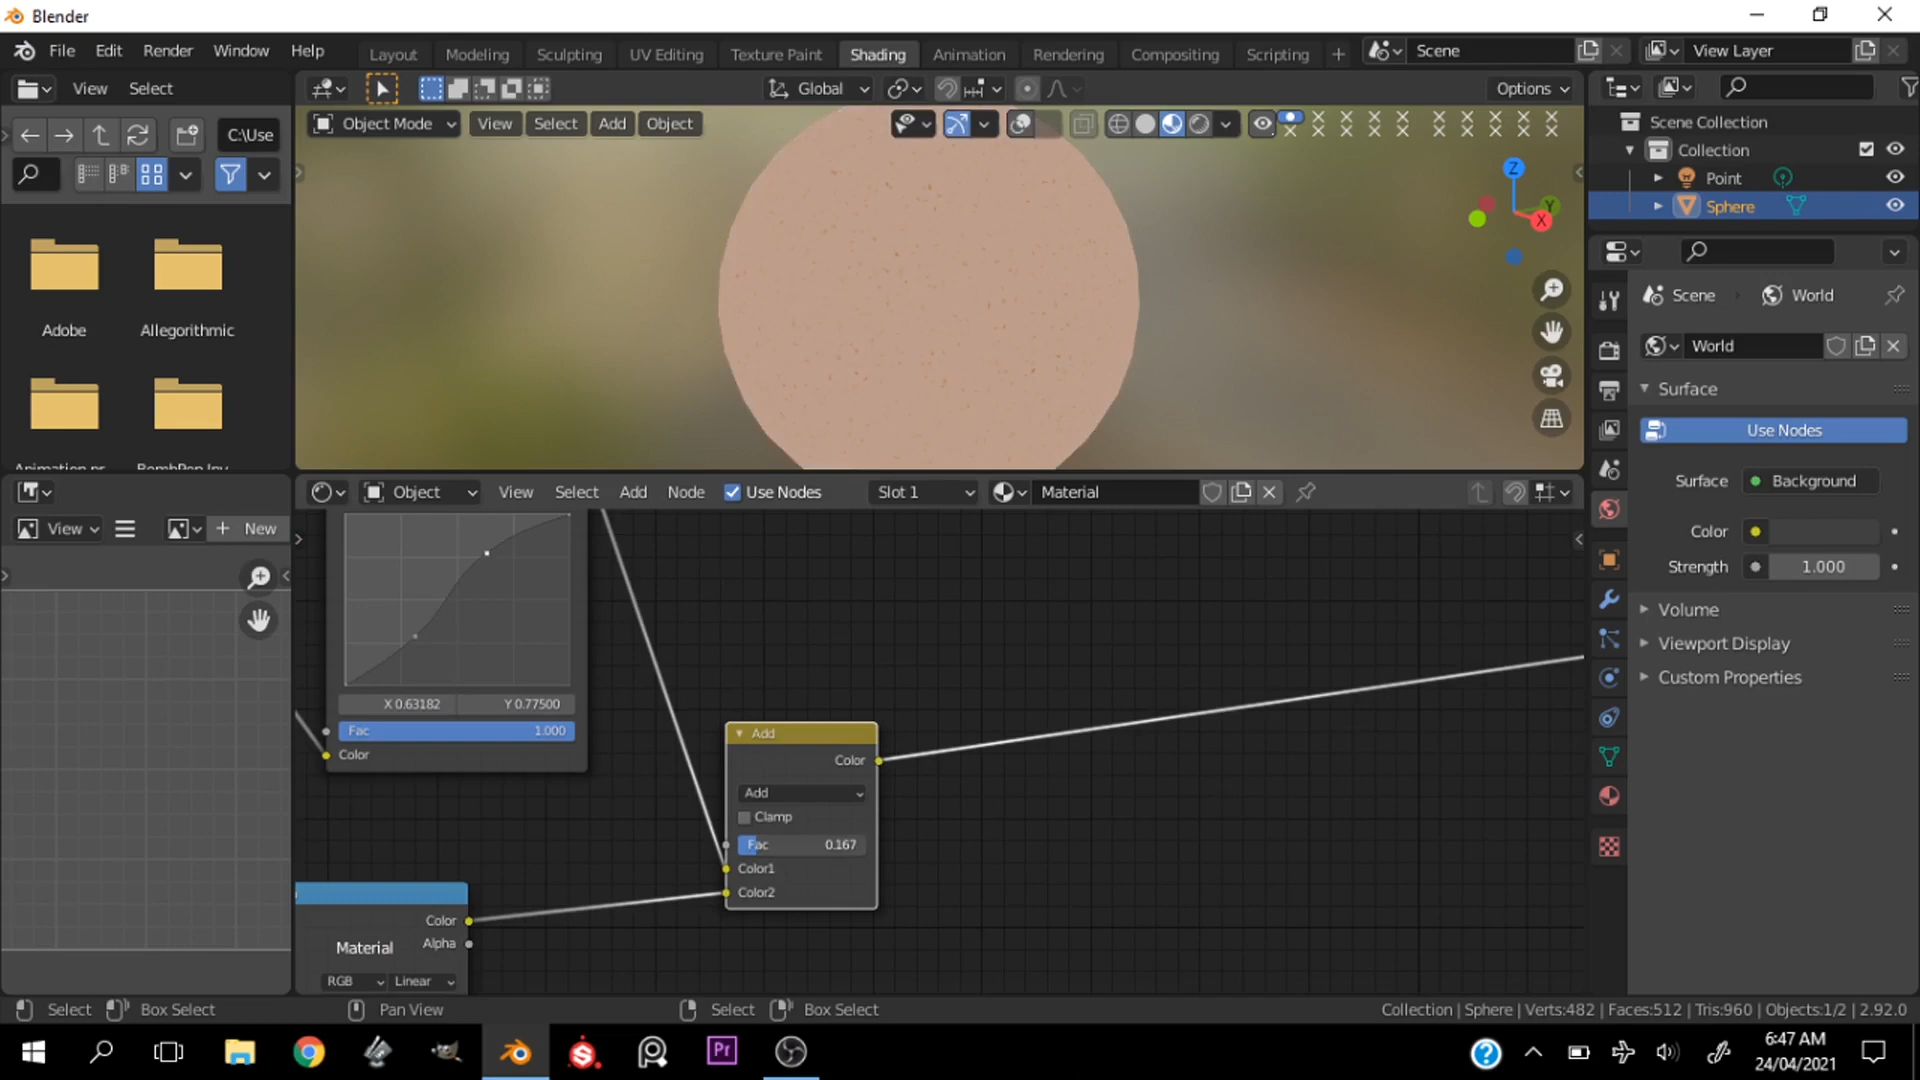 Blender
File Edit Render Window Help
Layout Modeling Sculpting UV Editing Texture Paint Shading Animation Rendering Compositing Scripting +
Scene
View Layer
View Select
Global
Options
C:\Use
Object Mode View Select Add Object
Z
Y
X
Scene Collection
Collection
Point
Sphere
Adobe
Allegorithmic
Scene
World
World
Surface
Use Nodes
Surface Background
Color
Strength 1.000
Volume
Viewport Display
Custom Properties
Object View Select Add Node Use Nodes Slot 1 Material
View + New
X 0.63182 Y 0.77500
Fac 1.000
Color
Add
Color
Add
Clamp
Fac 0.167
Color1
Color2
Color
Alpha
Material
RGB Linear
Select Box Select Pan View Select Box Select Collection | Sphere | Verts:482 | Faces:512 | Tris:960 | Objects:1/2 | 2.92.0
Pr
6:47 AM
24/04/2021